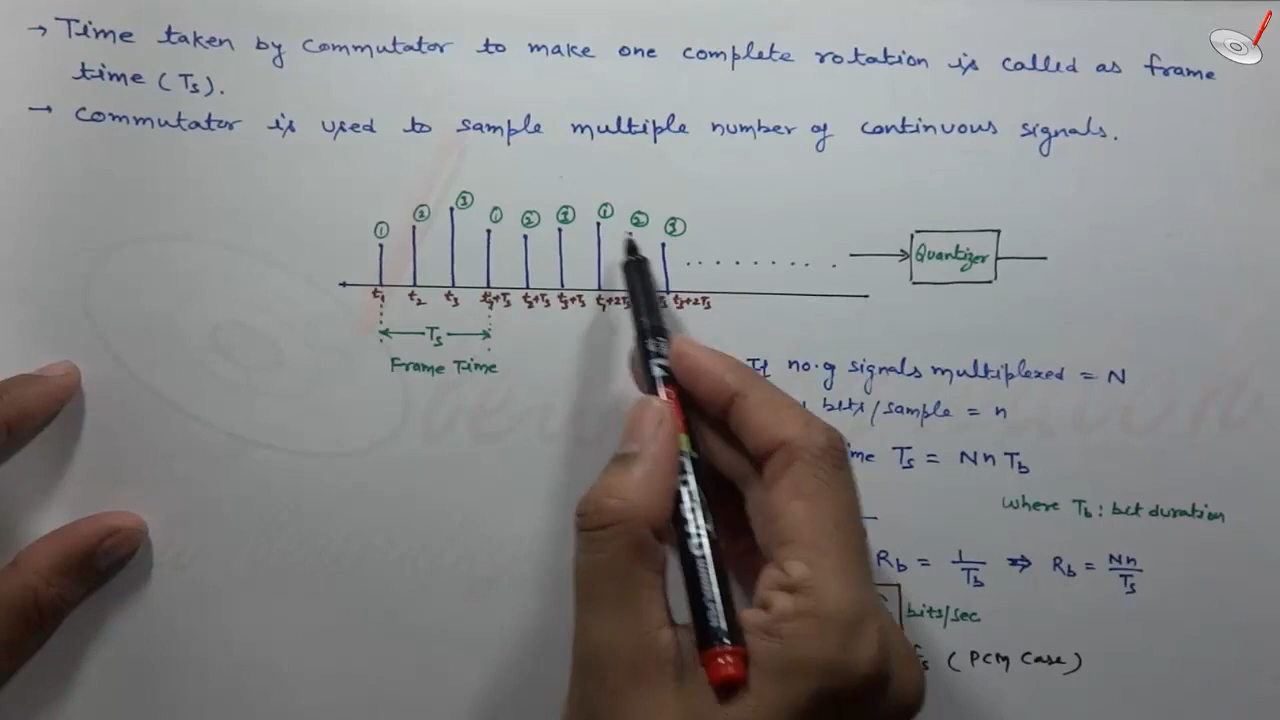 → Time taken by commutator to make one complete rotation is called as frame
time (Ts).
→ commutator is used to sample multiple number of continuous signals.
① ② ③ ① ② ③ ① ② ③
t1 t2 t3 t1+Ts t2+Ts t3+Ts t3+2Ts
. . . . . . . . Quantizer
Ts
Frame Time
no. of signals multiplexed = N
bits/sample = n
Ts = Nn Tb
where Tb : bit duration
Rb = 1/Tb ⇒ Rb = Nn/Ts
bits/sec
(PCM Case)